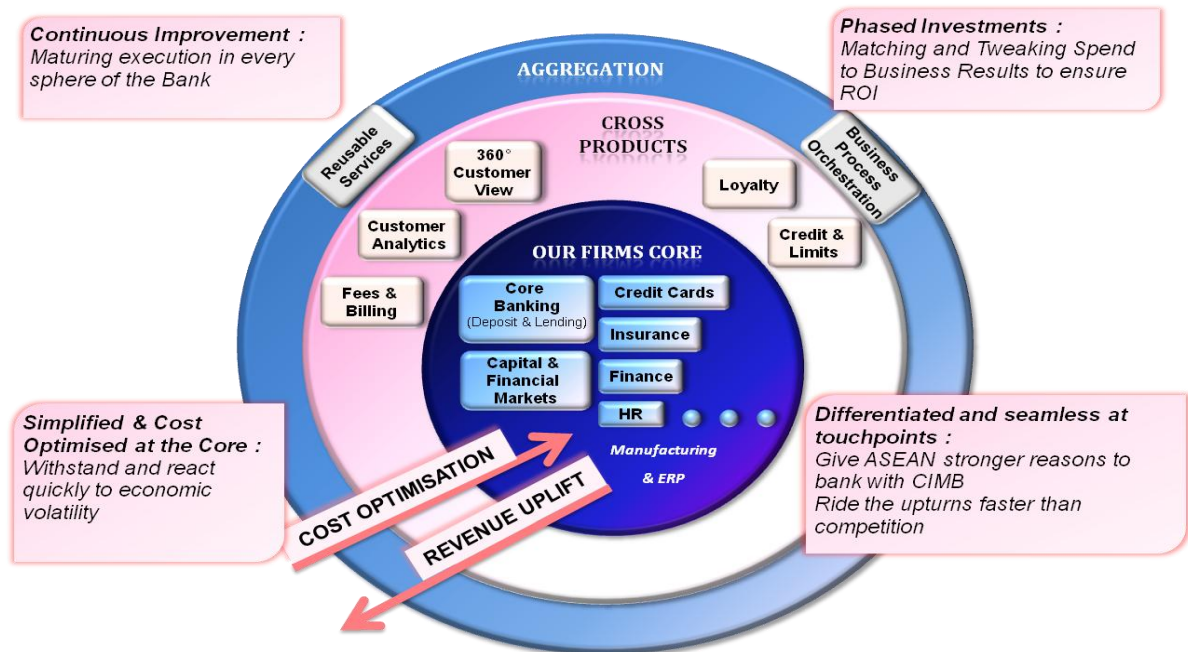 Continuous Improvement :
Maturing execution in every
sphere of the Bank
Phased Investments :
Matching and Tweaking Spend
to Business Results to ensure
ROI
AGGREGATION
Reusable
Services
Business
Process
Orchestration
CROSS
PRODUCTS
360°
Customer
View
Loyalty
Customer
Analytics
Credit &
Limits
Fees &
Billing
OUR FIRMS CORE
Core
Banking
(Deposit & Lending)
Credit Cards
Insurance
Capital &
Financial
Markets
Finance
HR
Manufacturing
& ERP
Simplified & Cost
Optimised at the Core :
Withstand and react
quickly to economic
volatility
COST OPTIMISATION
REVENUE UPLIFT
Differentiated and seamless at
touchpoints :
Give ASEAN stronger reasons to
bank with CIMB
Ride the upturns faster than
competition